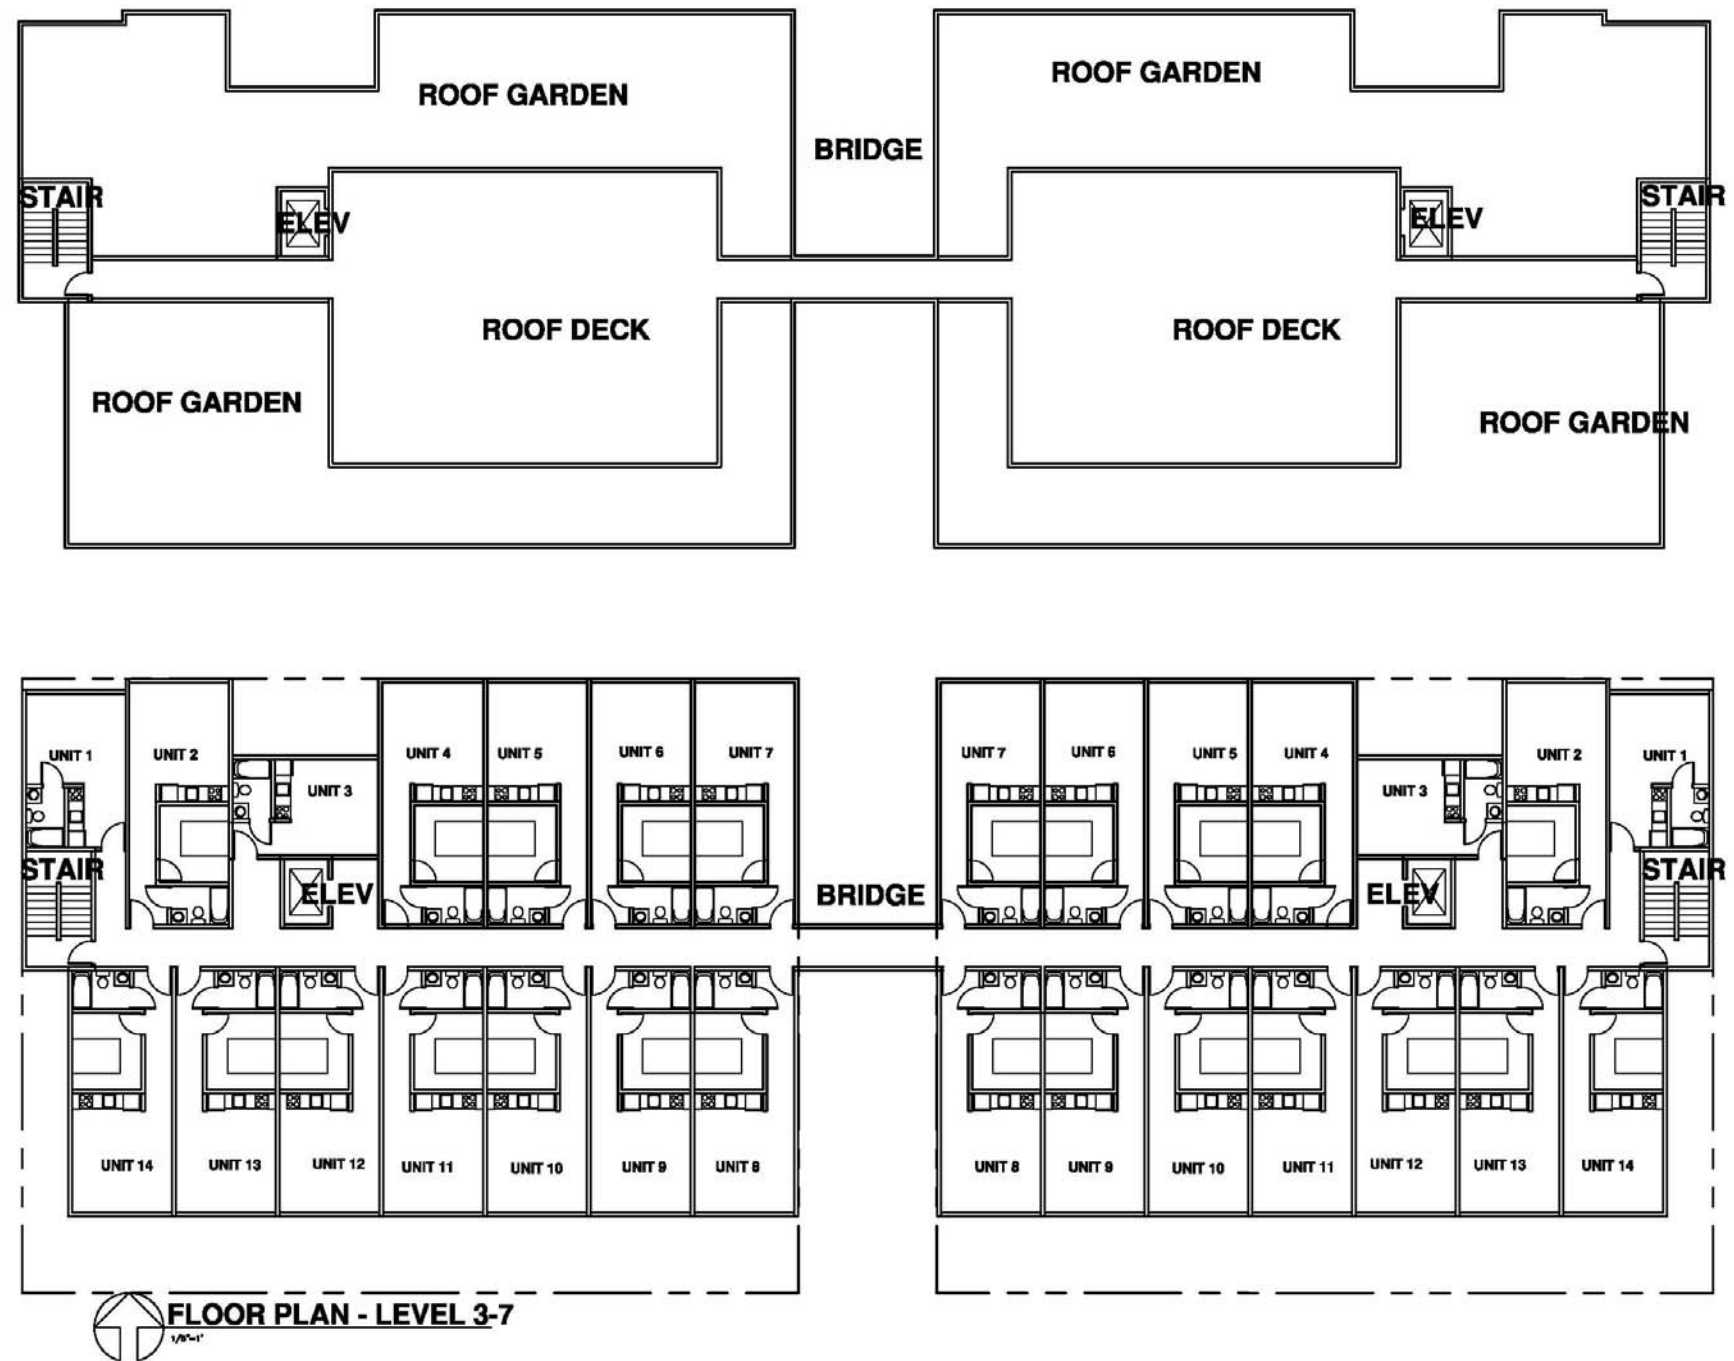 ROOF GARDEN
ROOF GARDEN
BRIDGE
STAIR
ELEV
ELEV
STAIR
ROOF DECK
ROOF DECK
ROOF GARDEN
ROOF GARDEN
UNIT 1
UNIT 2
UNIT 3
UNIT 4
UNIT 5
UNIT 6
UNIT 7
UNIT 7
UNIT 6
UNIT 5
UNIT 4
UNIT 3
UNIT 2
UNIT 1
STAIR
ELEV
BRIDGE
ELEV
STAIR
UNIT 14
UNIT 13
UNIT 12
UNIT 11
UNIT 10
UNIT 9
UNIT 8
UNIT 8
UNIT 9
UNIT 10
UNIT 11
UNIT 12
UNIT 13
UNIT 14
FLOOR PLAN - LEVEL 3-7